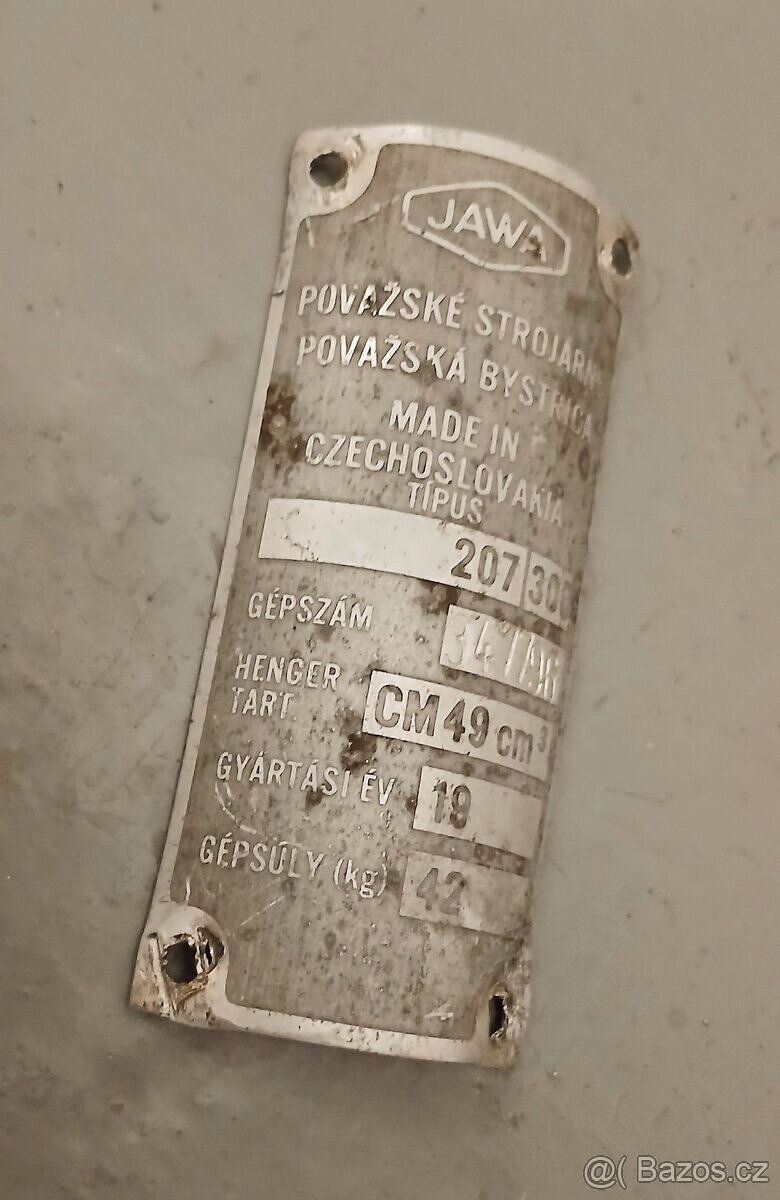 JAWA
POVAŽSKÉ STROJÁRNE
POVAŽSKÁ BYSTRICA
MADE IN
CZECHOSLOVAKIA
TÍPUS
207 300
GÉPSZÁM
HENGER
TART.
CM 49 cm³
GYÁRTÁSI ÉV 19
GÉPSÚLY (kg) 42
@( Bazos.cz